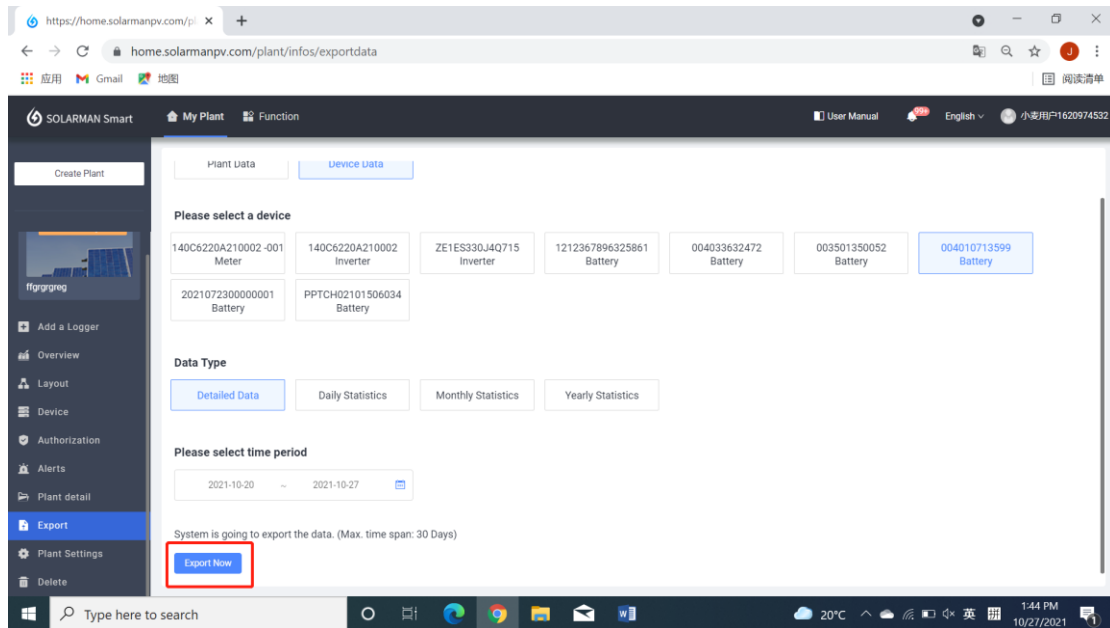 https://home.solarmanpv.com/pl
home.solarmanpv.com/plant/infos/exportdata
J
应用 Gmail 地图 阅读清单
SOLARMAN Smart My Plant Function User Manual 99+ English 小麦用户1620974532
Create Plant
Plant Data Device Data
Please select a device
140C6220A210002 -001 140C6220A210002 ZE1ES330J4Q715 1212367896325861 004033632472 003501350052 004010713599
Meter Inverter Inverter Battery Battery Battery Battery
ffgrgrgreg
2021072300000001 PPTCH02101506034
Battery Battery
Add a Logger
Overview
Data Type
Layout
Detailed Data Daily Statistics Monthly Statistics Yearly Statistics
Device
Authorization
Please select time period
Alerts
2021-10-20 ~ 2021-10-27
Plant detail
Export
System is going to export the data. (Max. time span: 30 Days)
Plant Settings
Export Now
Delete
Type here to search 20°C 英 1:44 PM
10/27/2021 1